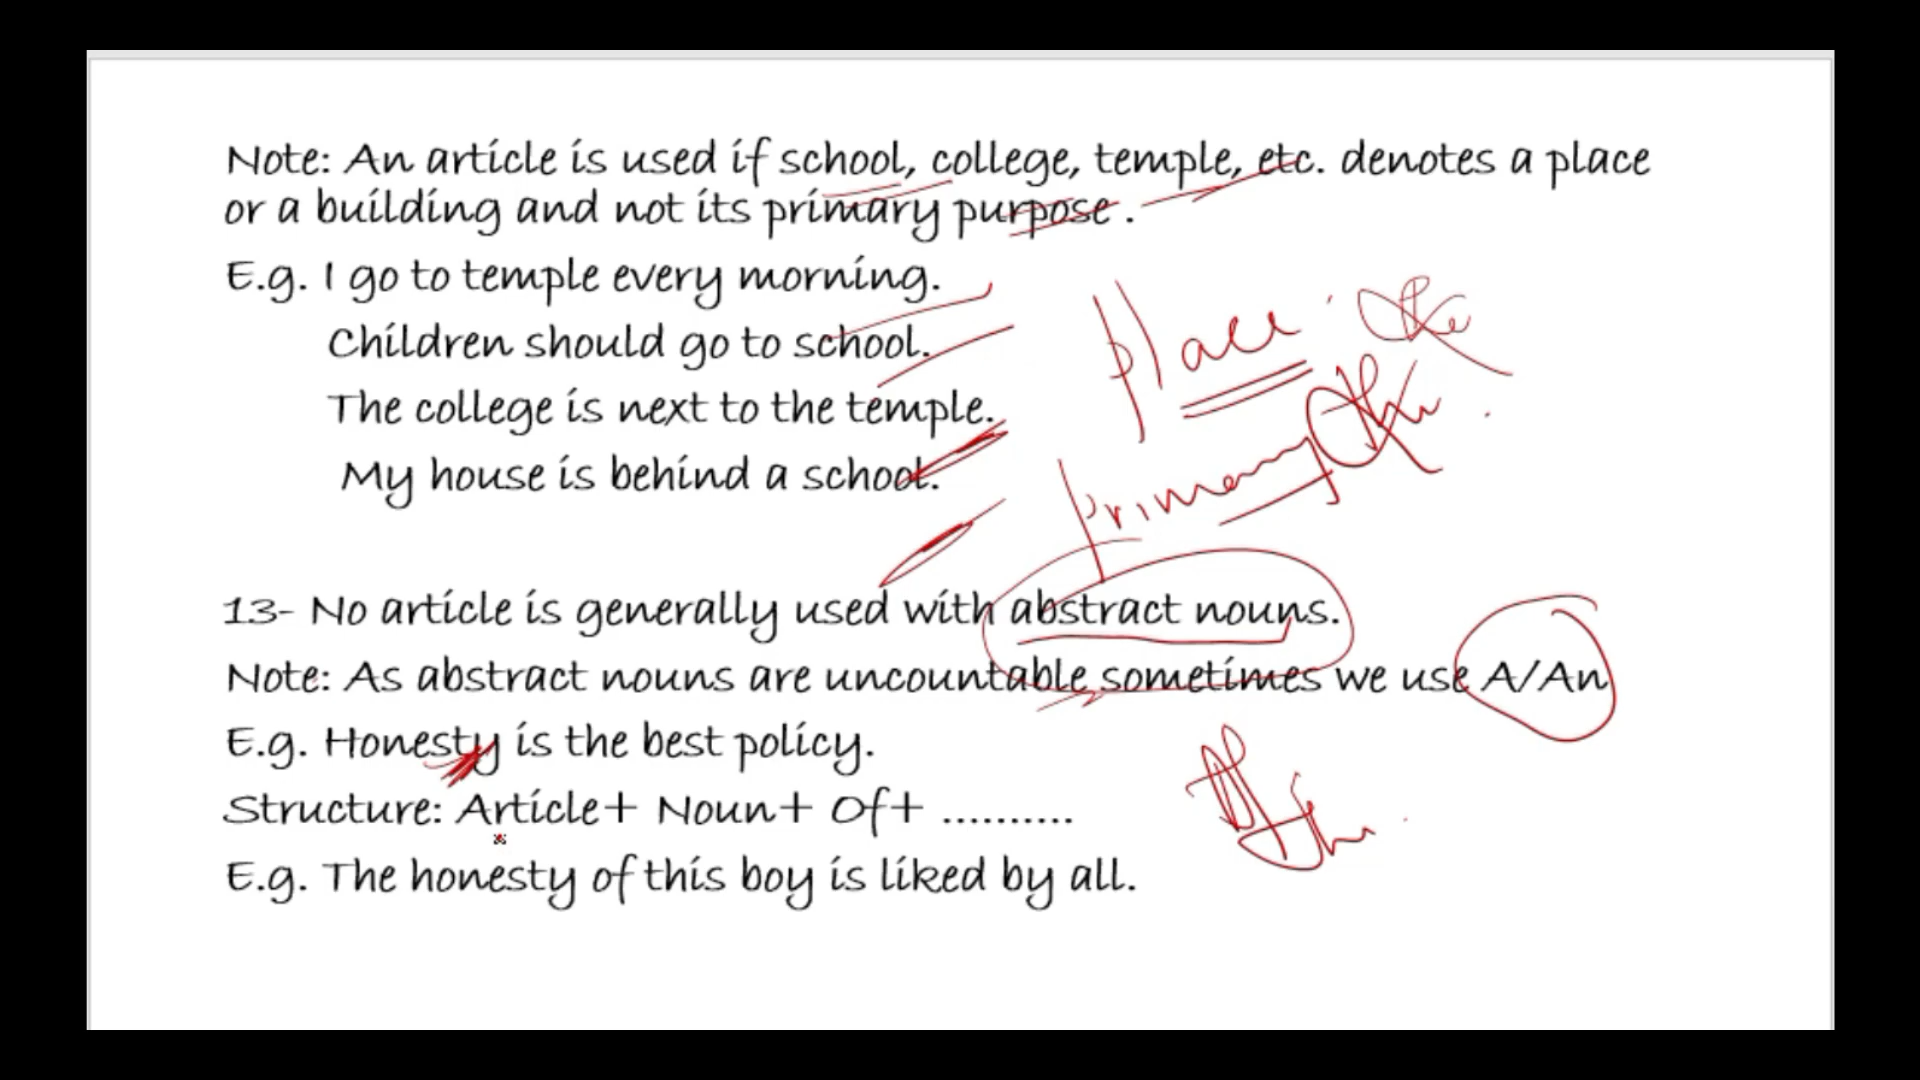 Note: An article is used if school, college, temple, etc. denotes a place
or a building and not its primary purpose .
E.g. I go to temple every morning.
Children should go to school.
The college is next to the temple.
My house is behind a school.
Place
Primary
13- No article is generally used with abstract nouns.
Note: As abstract nouns are uncountable sometimes we use A/An
E.g. Honesty is the best policy.
Structure: Article+ Noun+ Of+ ..........
E.g. The honesty of this boy is liked by all.